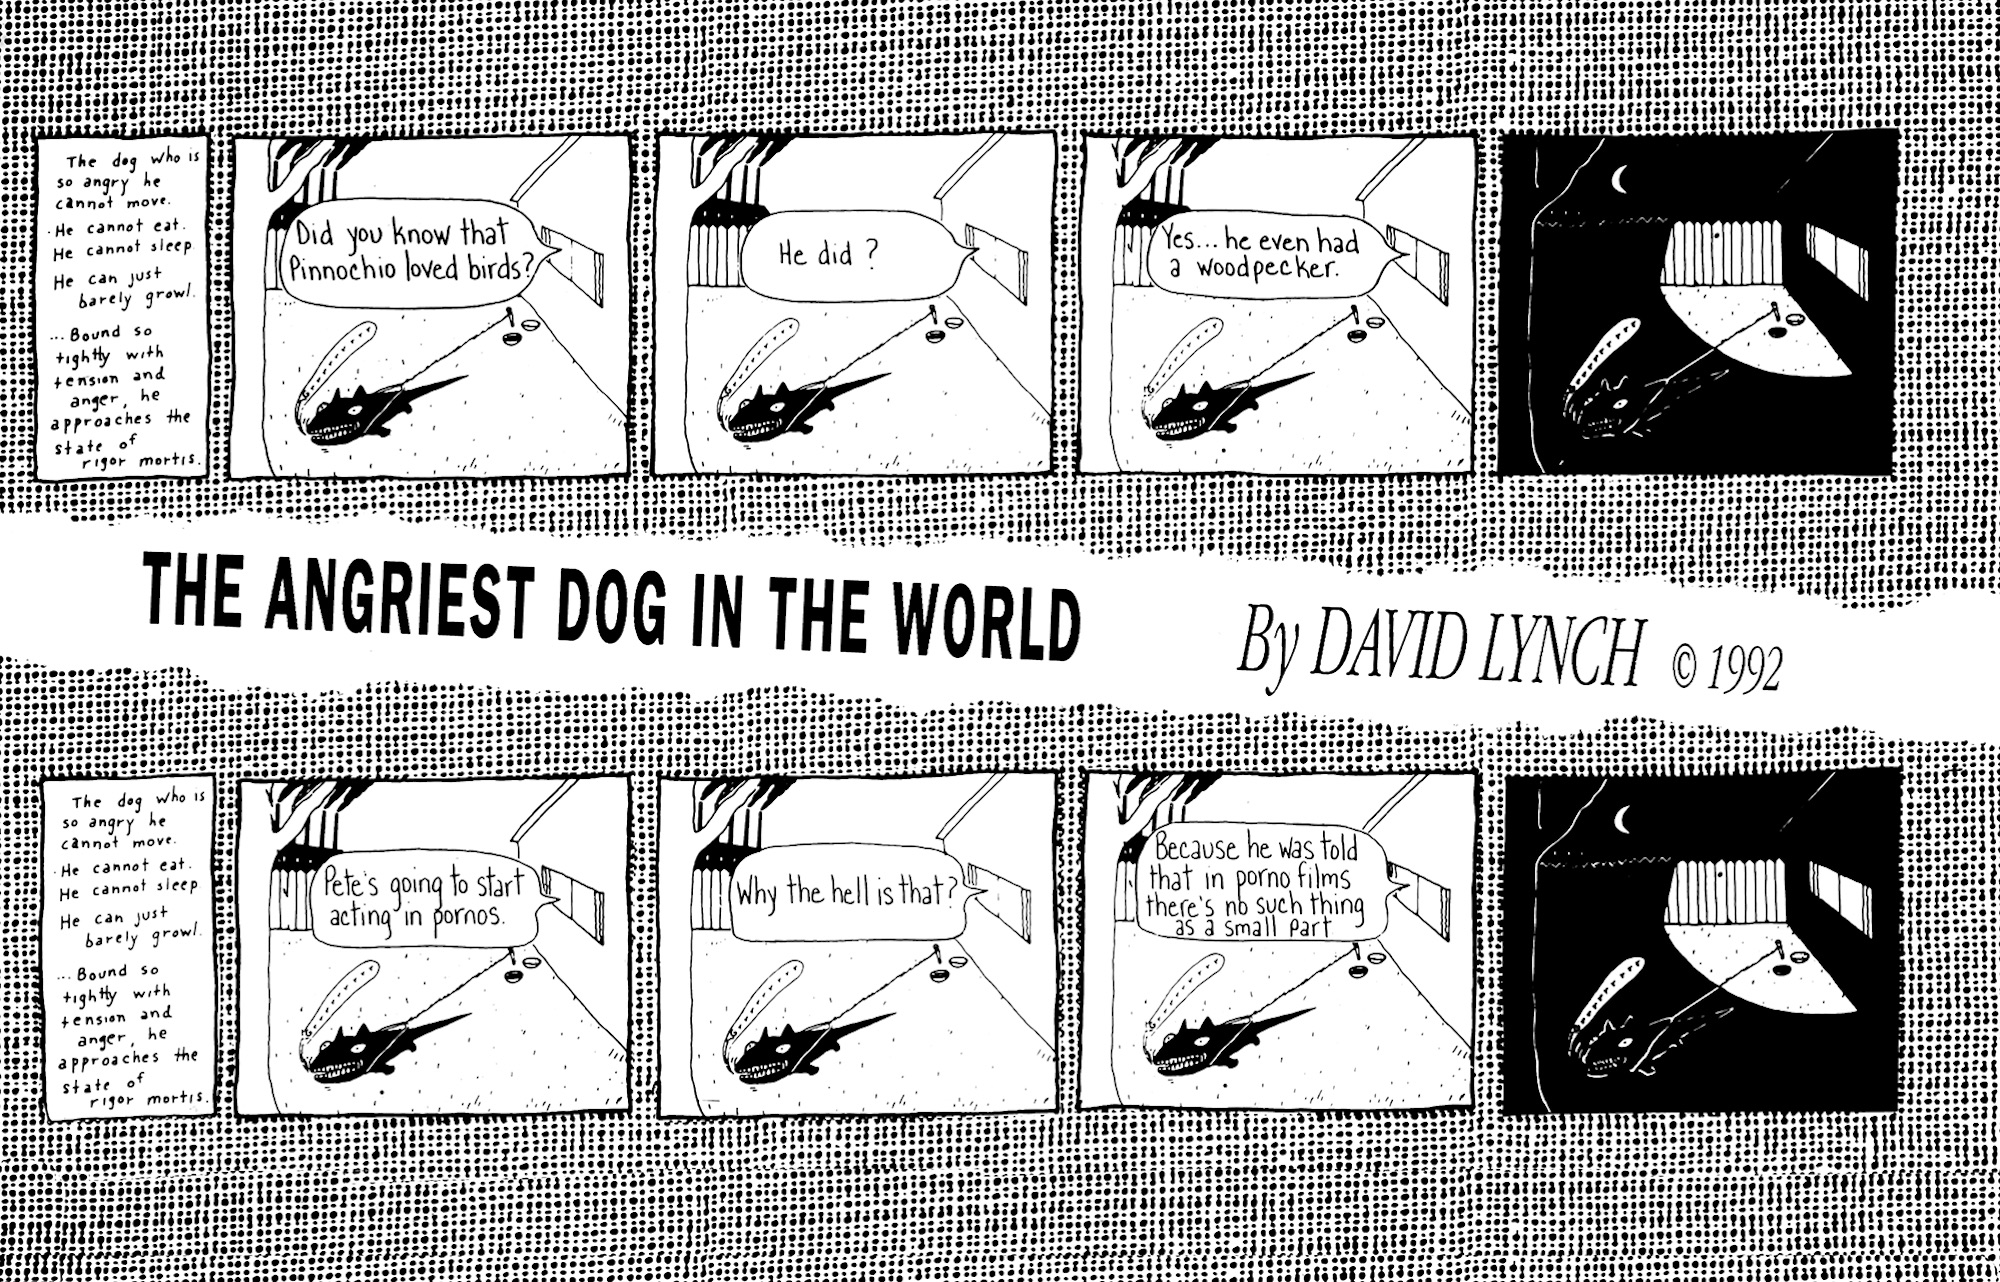 The dog who is
so angry he
cannot move.
He cannot eat.
He cannot sleep
He can just
barely growl.
...Bound so
tightly with
tension and
anger, he
approaches the
state of
rigor mortis.
Did you know that
Pinnochio loved birds?
He did?
Yes... he even had
a woodpecker.
THE ANGRIEST DOG IN THE WORLD
By DAVID LYNCH © 1992
The dog who is
so angry he
cannot move.
He cannot eat.
He cannot sleep
He can just
barely growl.
...Bound so
tightly with
tension and
anger, he
approaches the
state of
rigor mortis.
Pete's going to start
acting in pornos.
Why the hell is that?
Because he was told
that in porno films
there's no such thing
as a small part